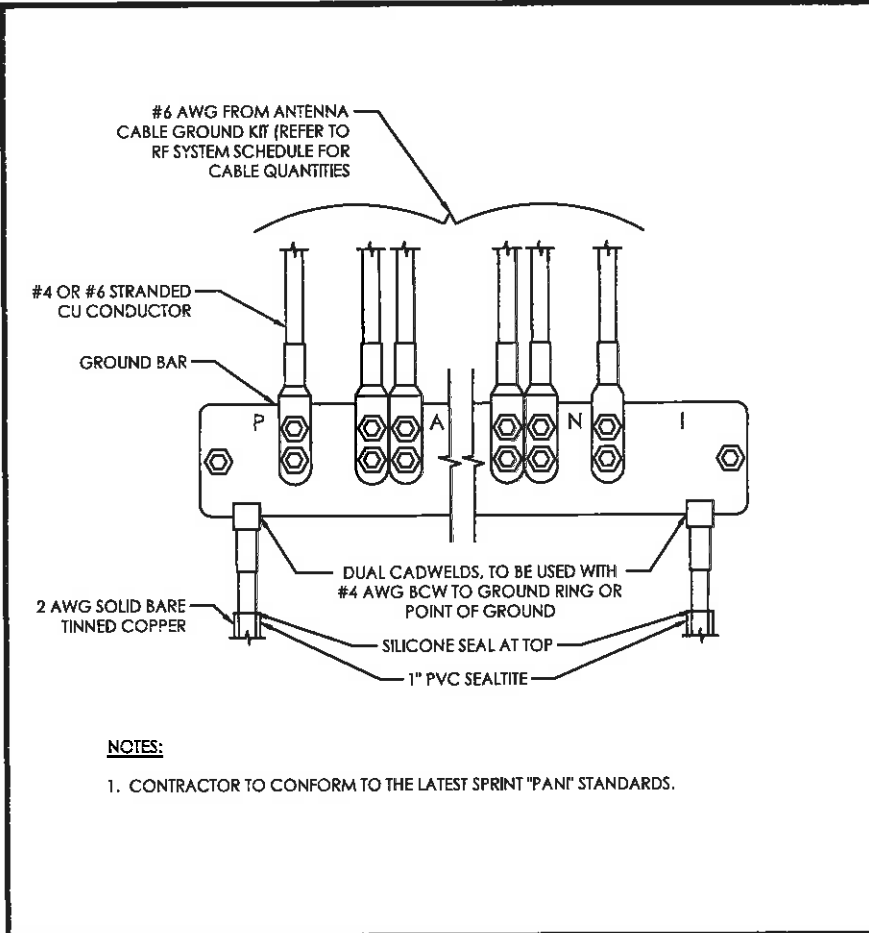 #6 AWG FROM ANTENNA
CABLE GROUND KIT (REFER TO
RF SYSTEM SCHEDULE FOR
CABLE QUANTITIES
#4 OR #6 STRANDED
CU CONDUCTOR
GROUND BAR
P A N I
DUAL CADWELDS, TO BE USED WITH
#4 AWG BCW TO GROUND RING OR
POINT OF GROUND
2 AWG SOLID BARE
TINNED COPPER
SILICONE SEAL AT TOP
1" PVC SEALTITE
NOTES:
1. CONTRACTOR TO CONFORM TO THE LATEST SPRINT "PANI" STANDARDS.